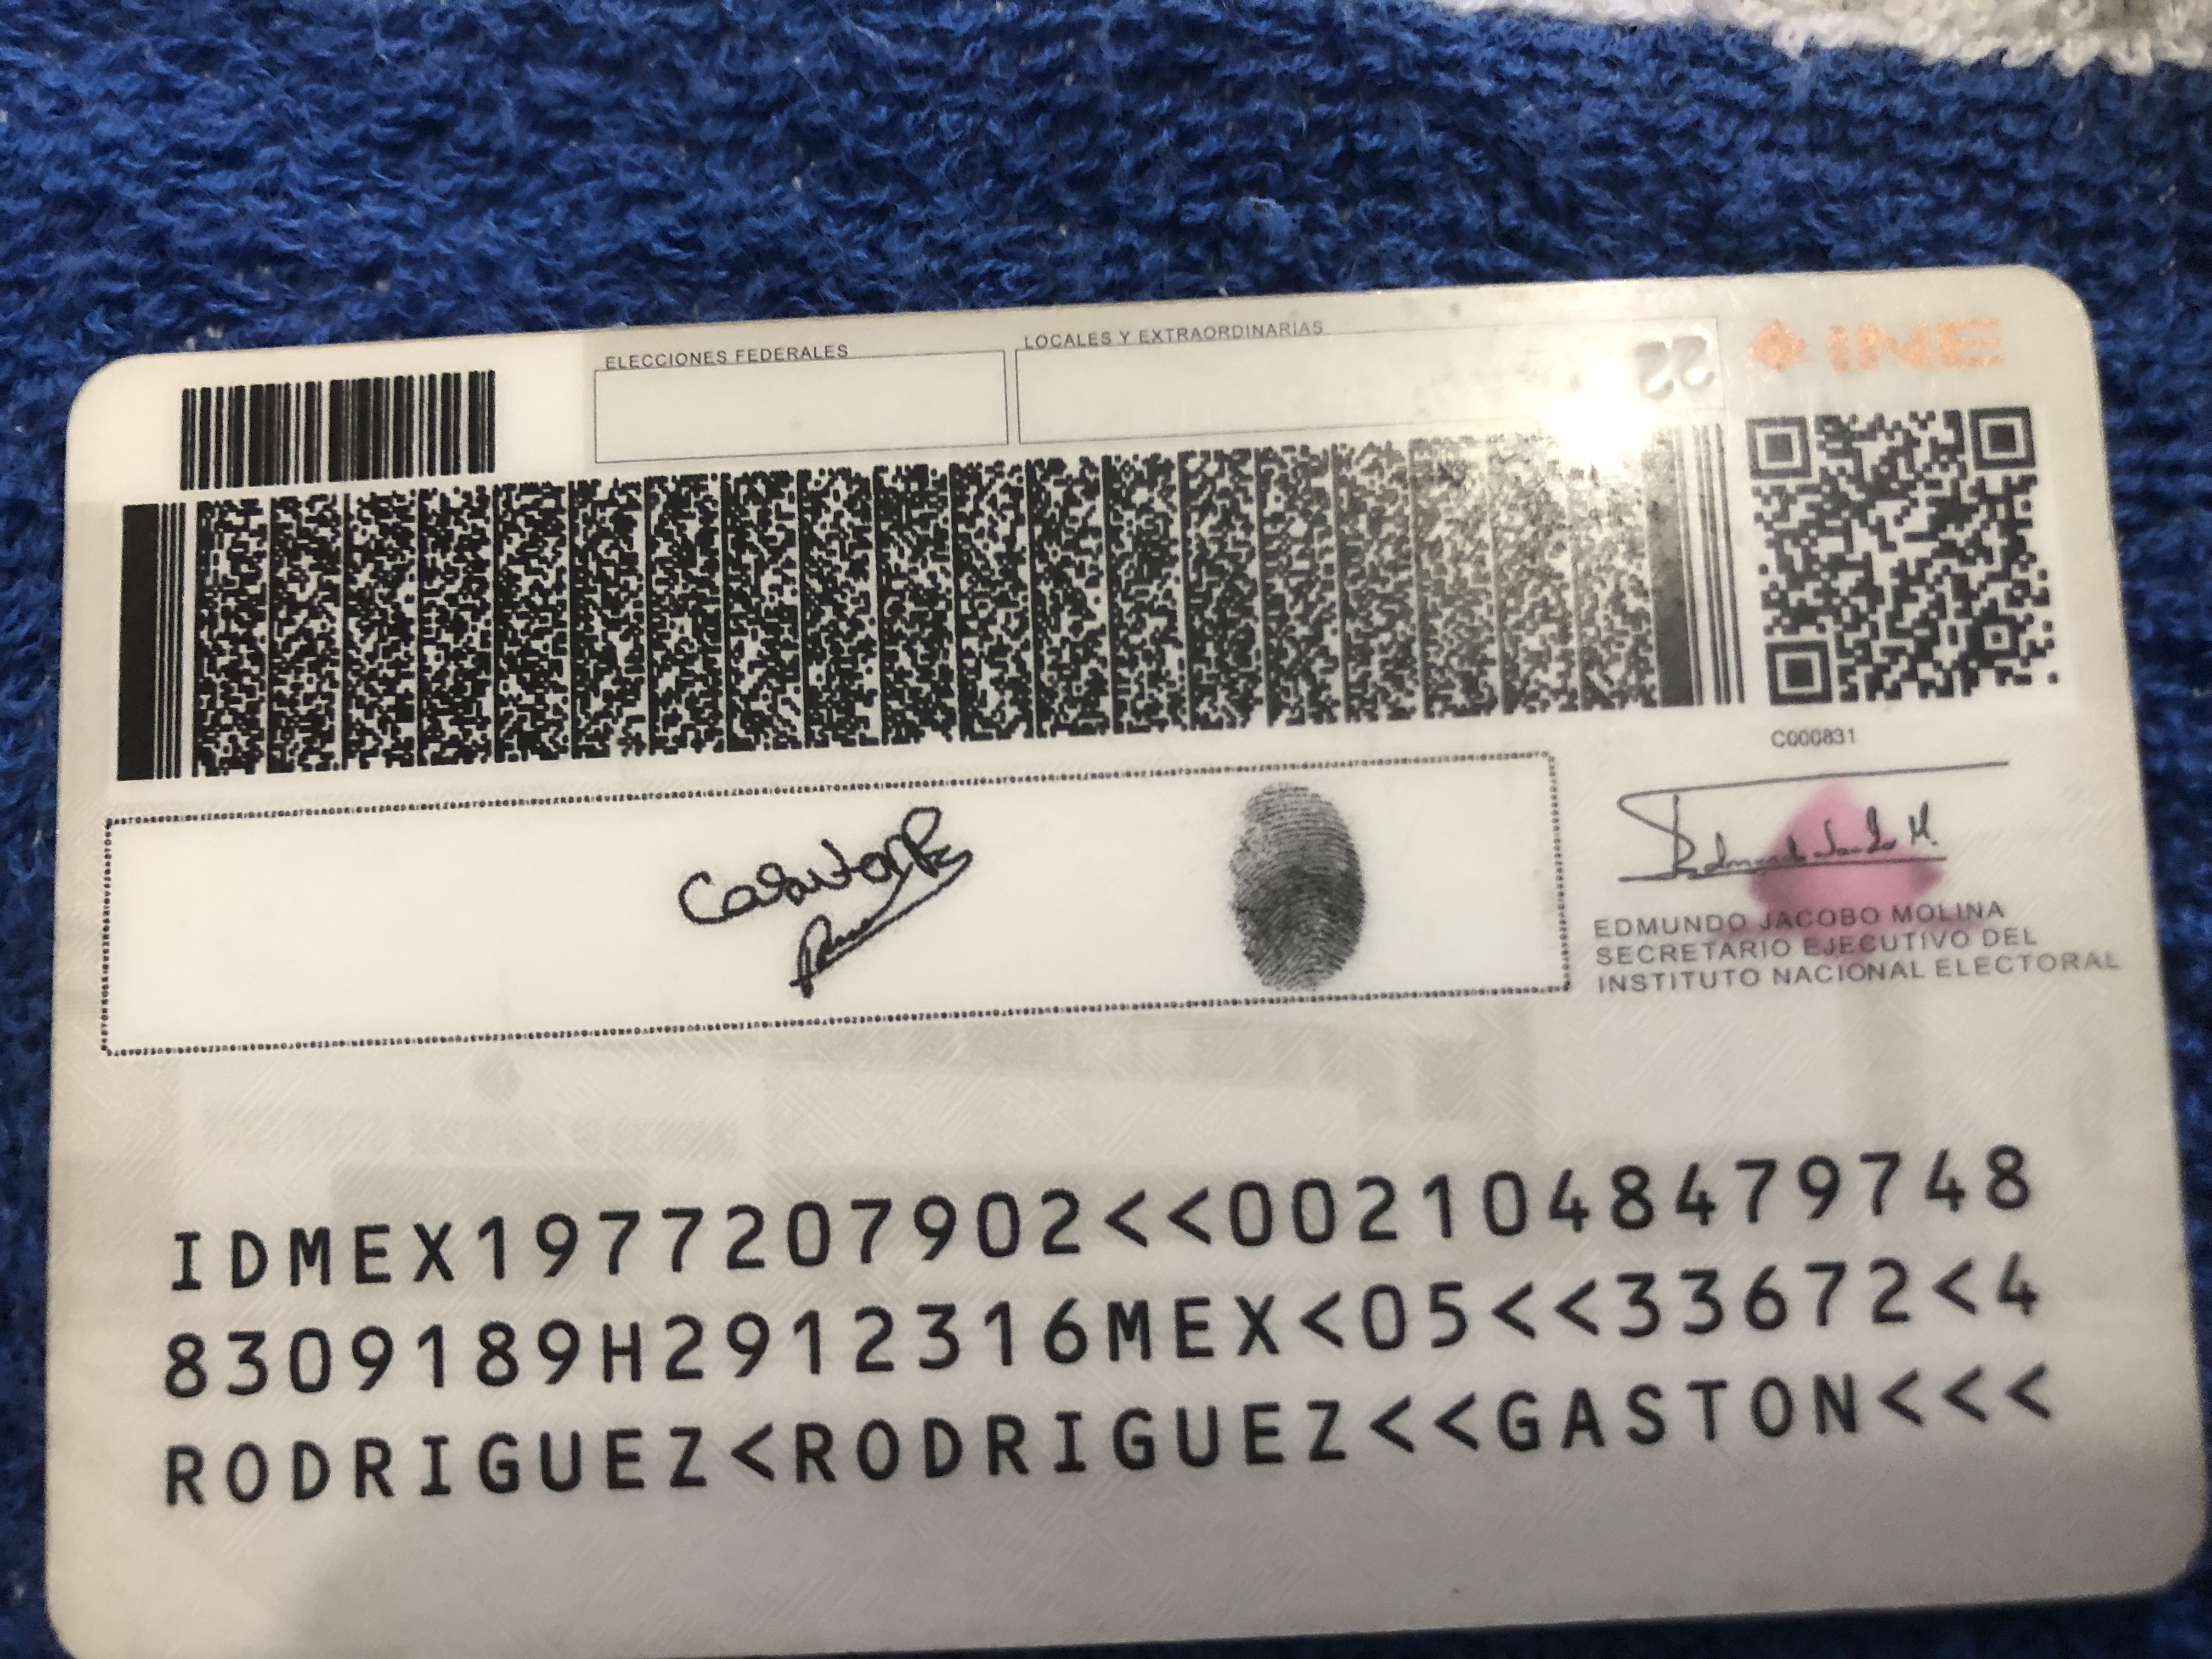 ELECCIONES FEDERALES
LOCALES Y EXTRAORDINARIAS
22
INE
C000831
EDMUNDO JACOBO MOLINA
SECRETARIO EJECUTIVO DEL
INSTITUTO NACIONAL ELECTORAL
IDMEX1977207902<<0021048479748
8309189H2912316MEX<05<<33672<4
RODRIGUEZ<RODRIGUEZ<<GASTON<<<